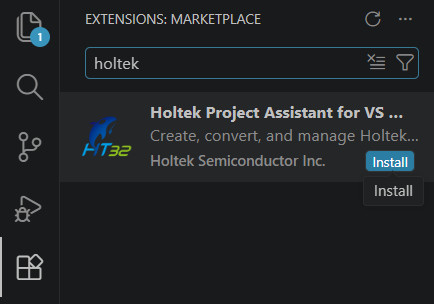 EXTENSIONS: MARKETPLACE
1
holtek
Holtek Project Assistant for VS ...
Create, convert, and manage Holtek...
HT32
Holtek Semiconductor Inc.
Install
Install